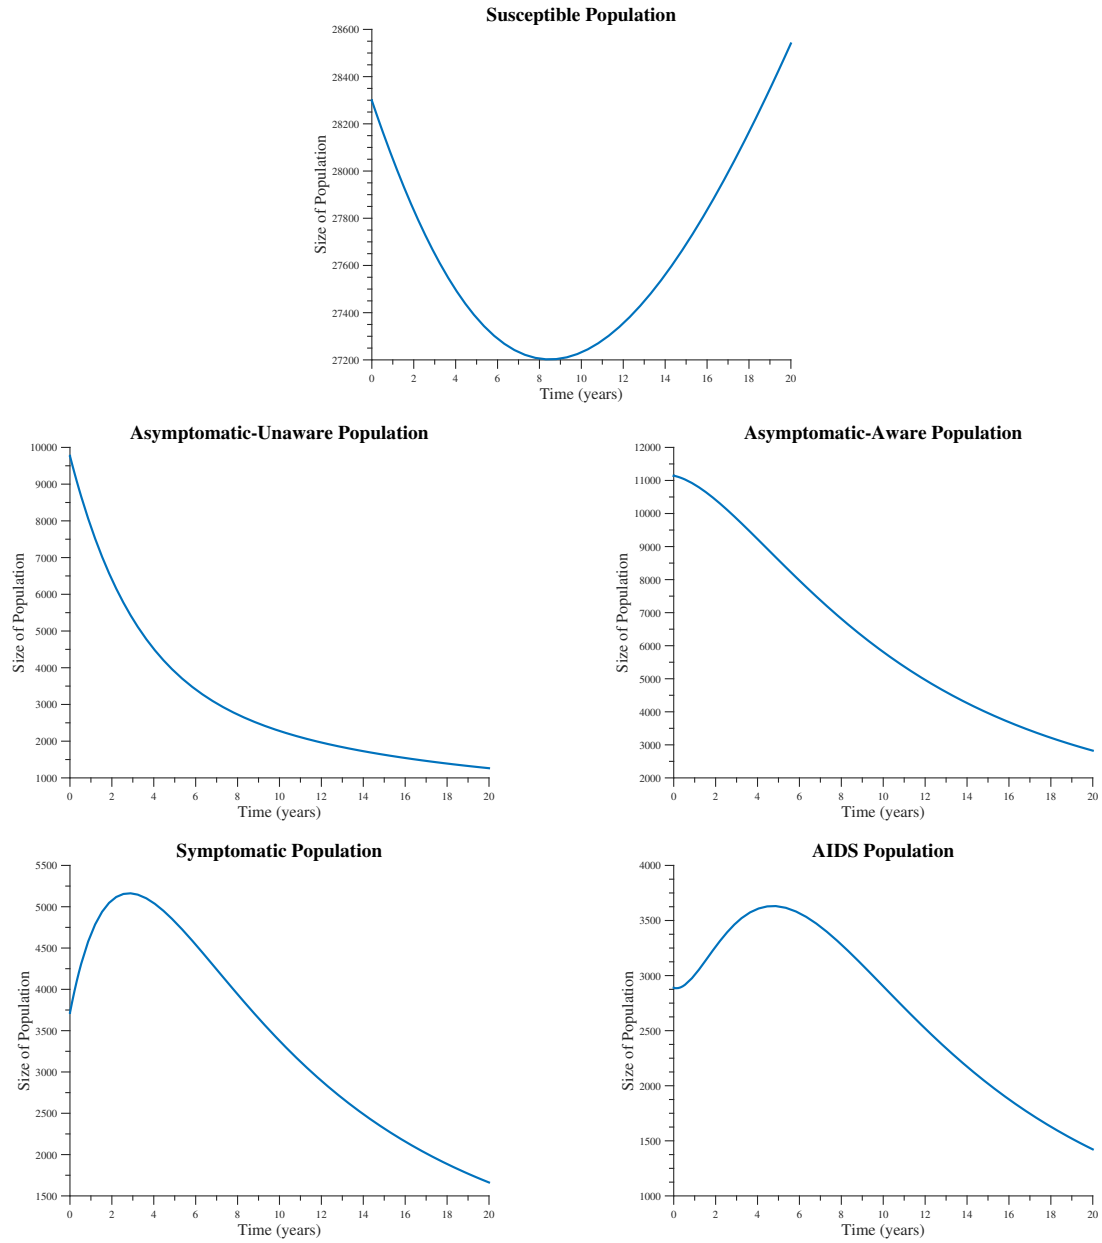 Susceptible Population
28600
28400
28200
28000
27800
27600
27400
27200
Size of Population
0 2 4 6 8 10 12 14 16 18 20
Time (years)
Asymptomatic-Unaware Population
10000
9000
8000
7000
6000
5000
4000
3000
2000
1000
Size of Population
0 2 4 6 8 10 12 14 16 18 20
Time (years)
Asymptomatic-Aware Population
12000
11000
10000
9000
8000
7000
6000
5000
4000
3000
2000
Size of Population
0 2 4 6 8 10 12 14 16 18 20
Time (years)
Symptomatic Population
5500
5000
4500
4000
3500
3000
2500
2000
1500
Size of Population
0 2 4 6 8 10 12 14 16 18 20
Time (years)
AIDS Population
4000
3500
3000
2500
2000
1500
1000
Size of Population
0 2 4 6 8 10 12 14 16 18 20
Time (years)